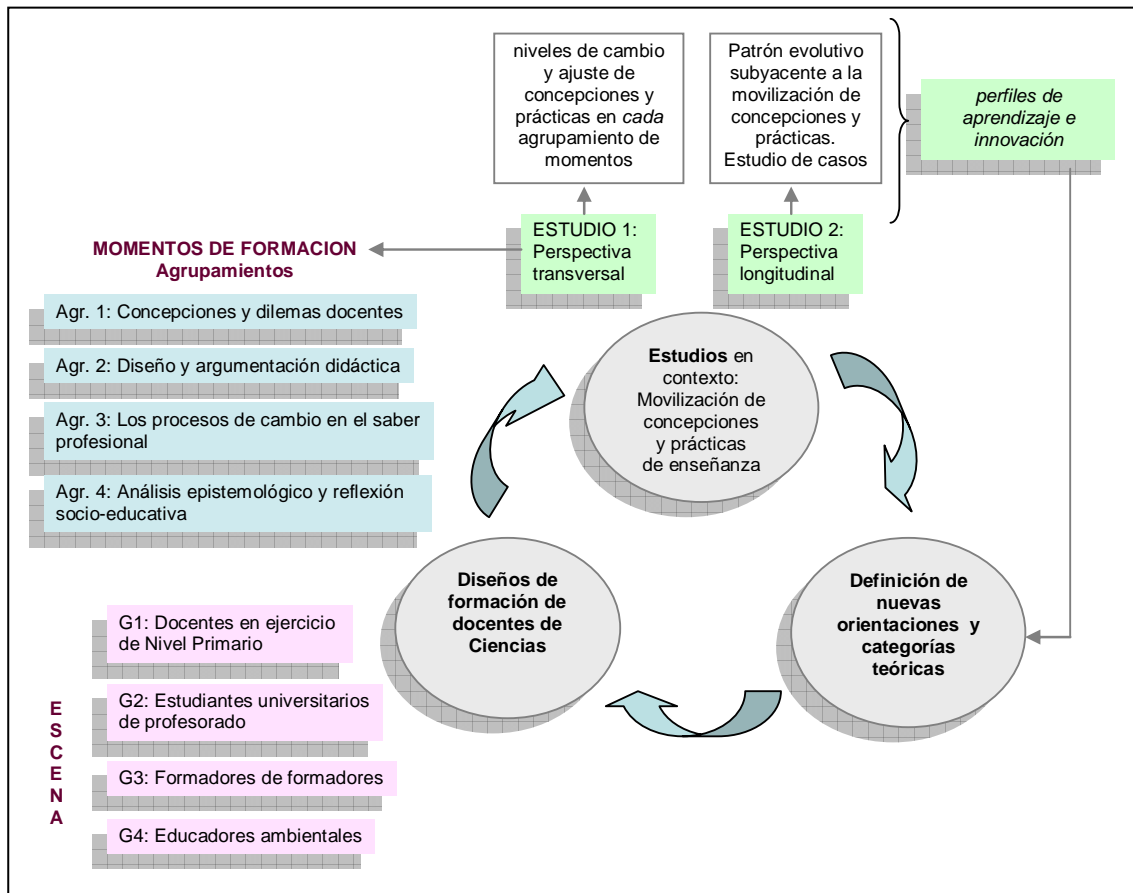 niveles de cambio
y ajuste de
concepciones y
prácticas en cada
agrupamiento de
momentos
Patrón evolutivo
subyacente a la
movilización de
concepciones y
prácticas.
Estudio de casos
perfiles de
aprendizaje e
innovación
ESTUDIO 1:
Perspectiva
transversal
ESTUDIO 2:
Perspectiva
longitudinal
MOMENTOS DE FORMACION
Agrupamientos
Agr. 1: Concepciones y dilemas docentes
Agr. 2: Diseño y argumentación didáctica
Agr. 3: Los procesos de cambio en el saber
profesional
Agr. 4: Análisis epistemológico y reflexión
socio-educativa
Estudios en
contexto:
Movilización de
concepciones
y prácticas
de enseñanza
Diseños de
formación de
docentes de
Ciencias
Definición de
nuevas
orientaciones y
categorías
teóricas
E
S
C
E
N
A
G1: Docentes en ejercicio
de Nivel Primario
G2: Estudiantes universitarios
de profesorado
G3: Formadores de formadores
G4: Educadores ambientales